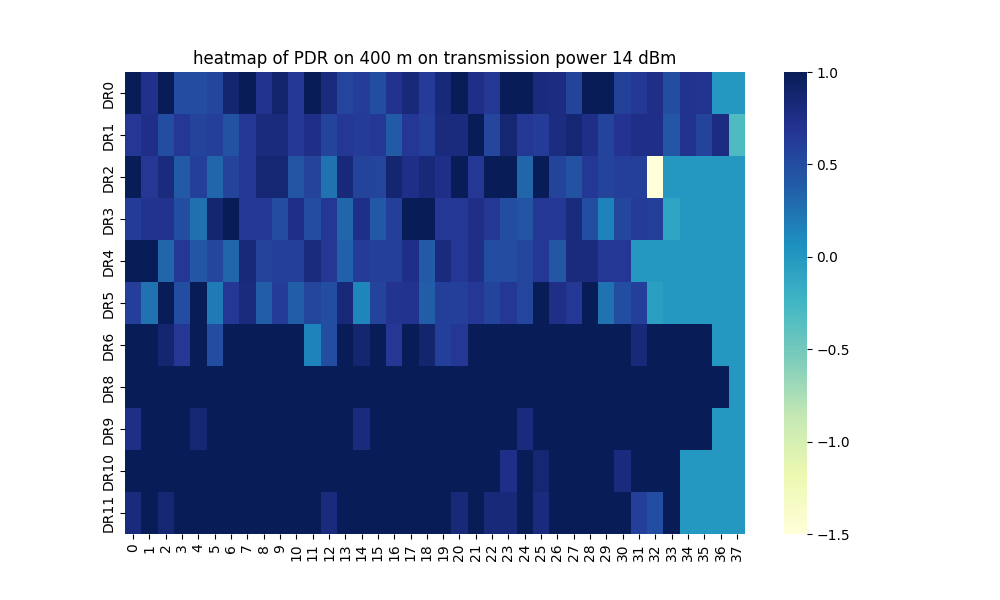 heatmap of PDR on 400 m on transmission power 14 dBm
DR0
DR1
DR2
DR3
DR4
DR5
DR6
DR8
DR9
DR10
DR11
0 1 2 3 4 5 6 7 8 9 10 11 12 13 14 15 16 17 18 19 20 21 22 23 24 25 26 27 28 29 30 31 32 33 34 35 36 37
1.0
0.5
0.0
−0.5
−1.0
−1.5